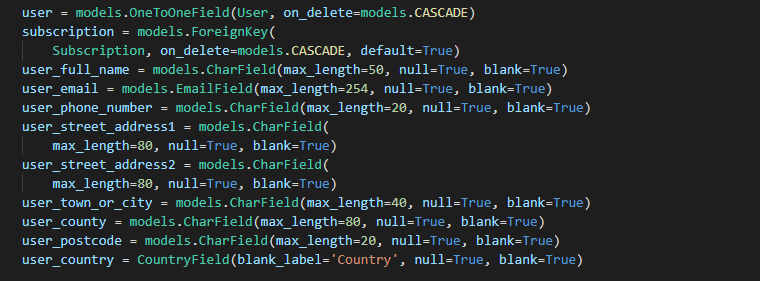 user = models.OneToOneField(User, on_delete=models.CASCADE)
subscription = models.ForeignKey(
    Subscription, on_delete=models.CASCADE, default=True)
user_full_name = models.CharField(max_length=50, null=True, blank=True)
user_email = models.EmailField(max_length=254, null=True, blank=True)
user_phone_number = models.CharField(max_length=20, null=True, blank=True)
user_street_address1 = models.CharField(
    max_length=80, null=True, blank=True)
user_street_address2 = models.CharField(
    max_length=80, null=True, blank=True)
user_town_or_city = models.CharField(max_length=40, null=True, blank=True)
user_county = models.CharField(max_length=80, null=True, blank=True)
user_postcode = models.CharField(max_length=20, null=True, blank=True)
user_country = CountryField(blank_label='Country', null=True, blank=True)